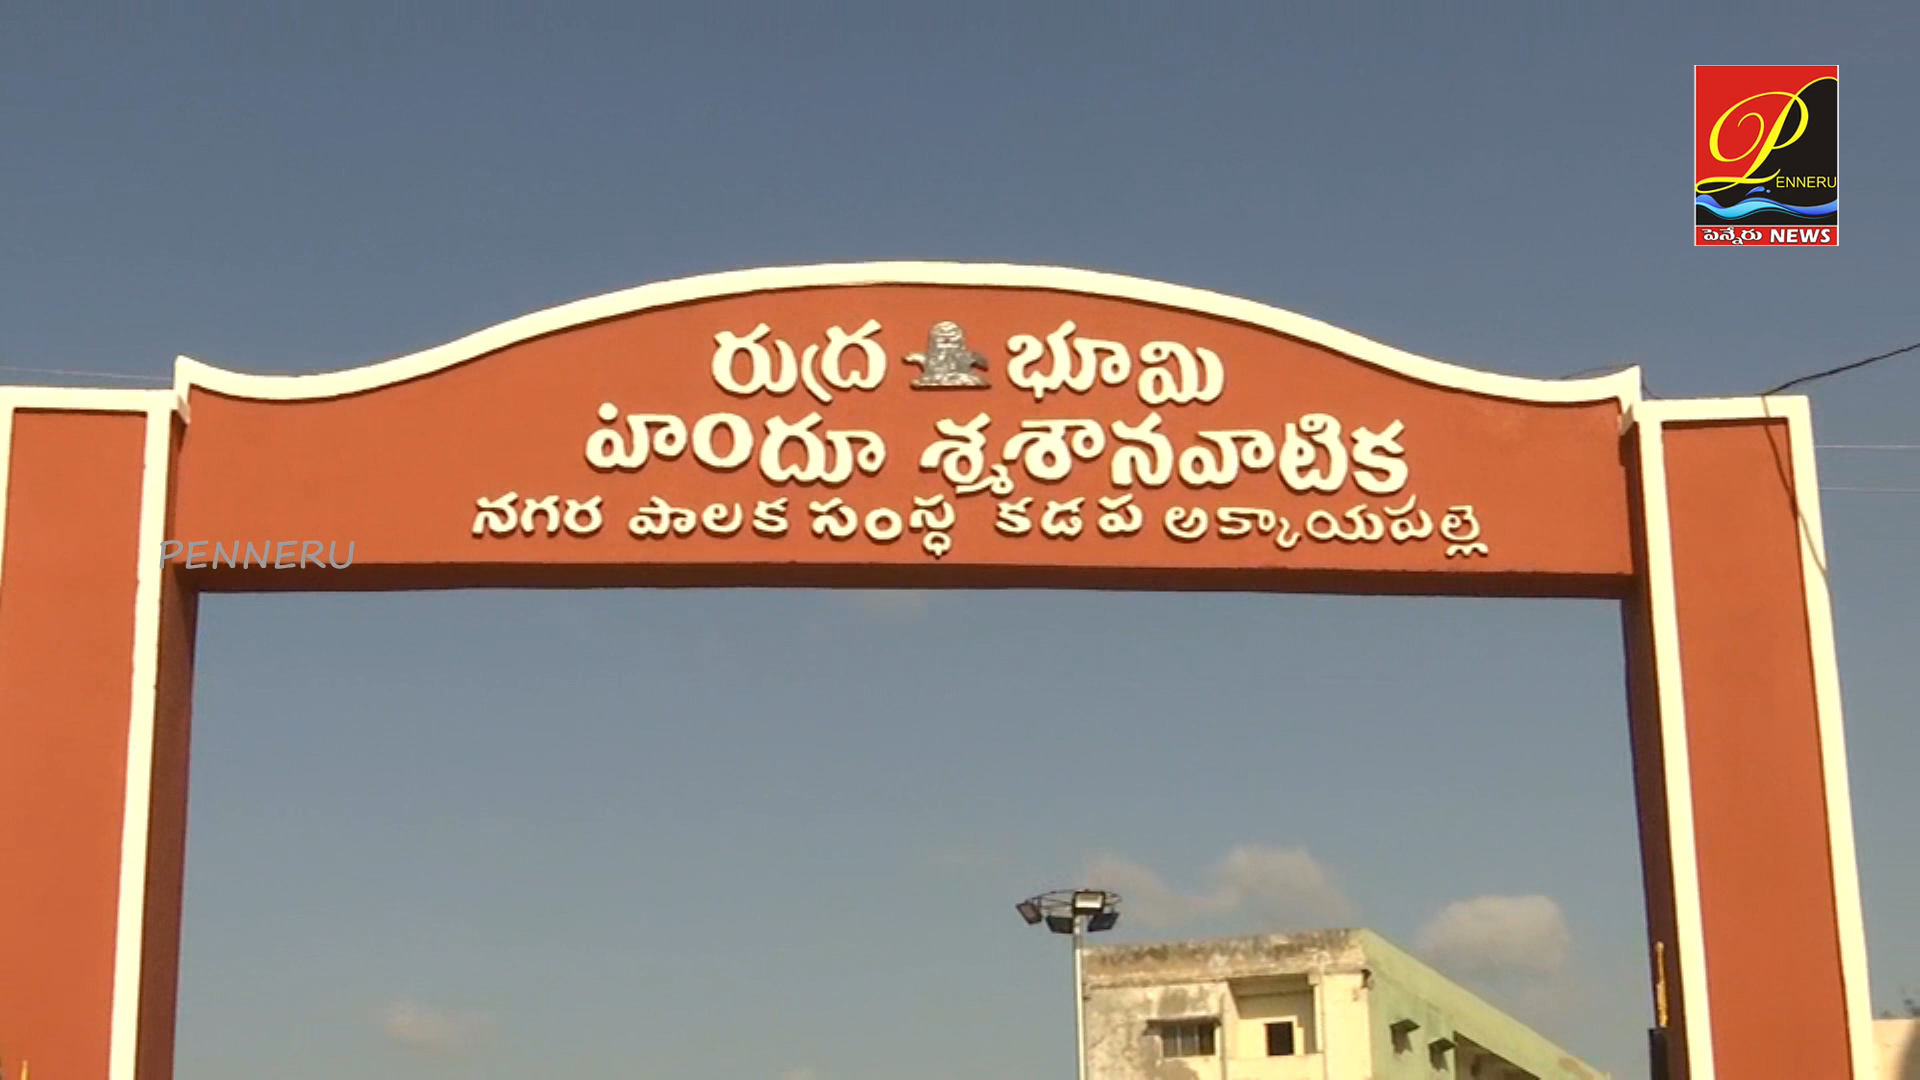 రుద్ర భూమి
హిందూ శ్మశానవాటిక
నగర పాలక సంస్థ కడప అక్కాయపల్లె
PENNERU
PENNERU
పెన్నేరు NEWS